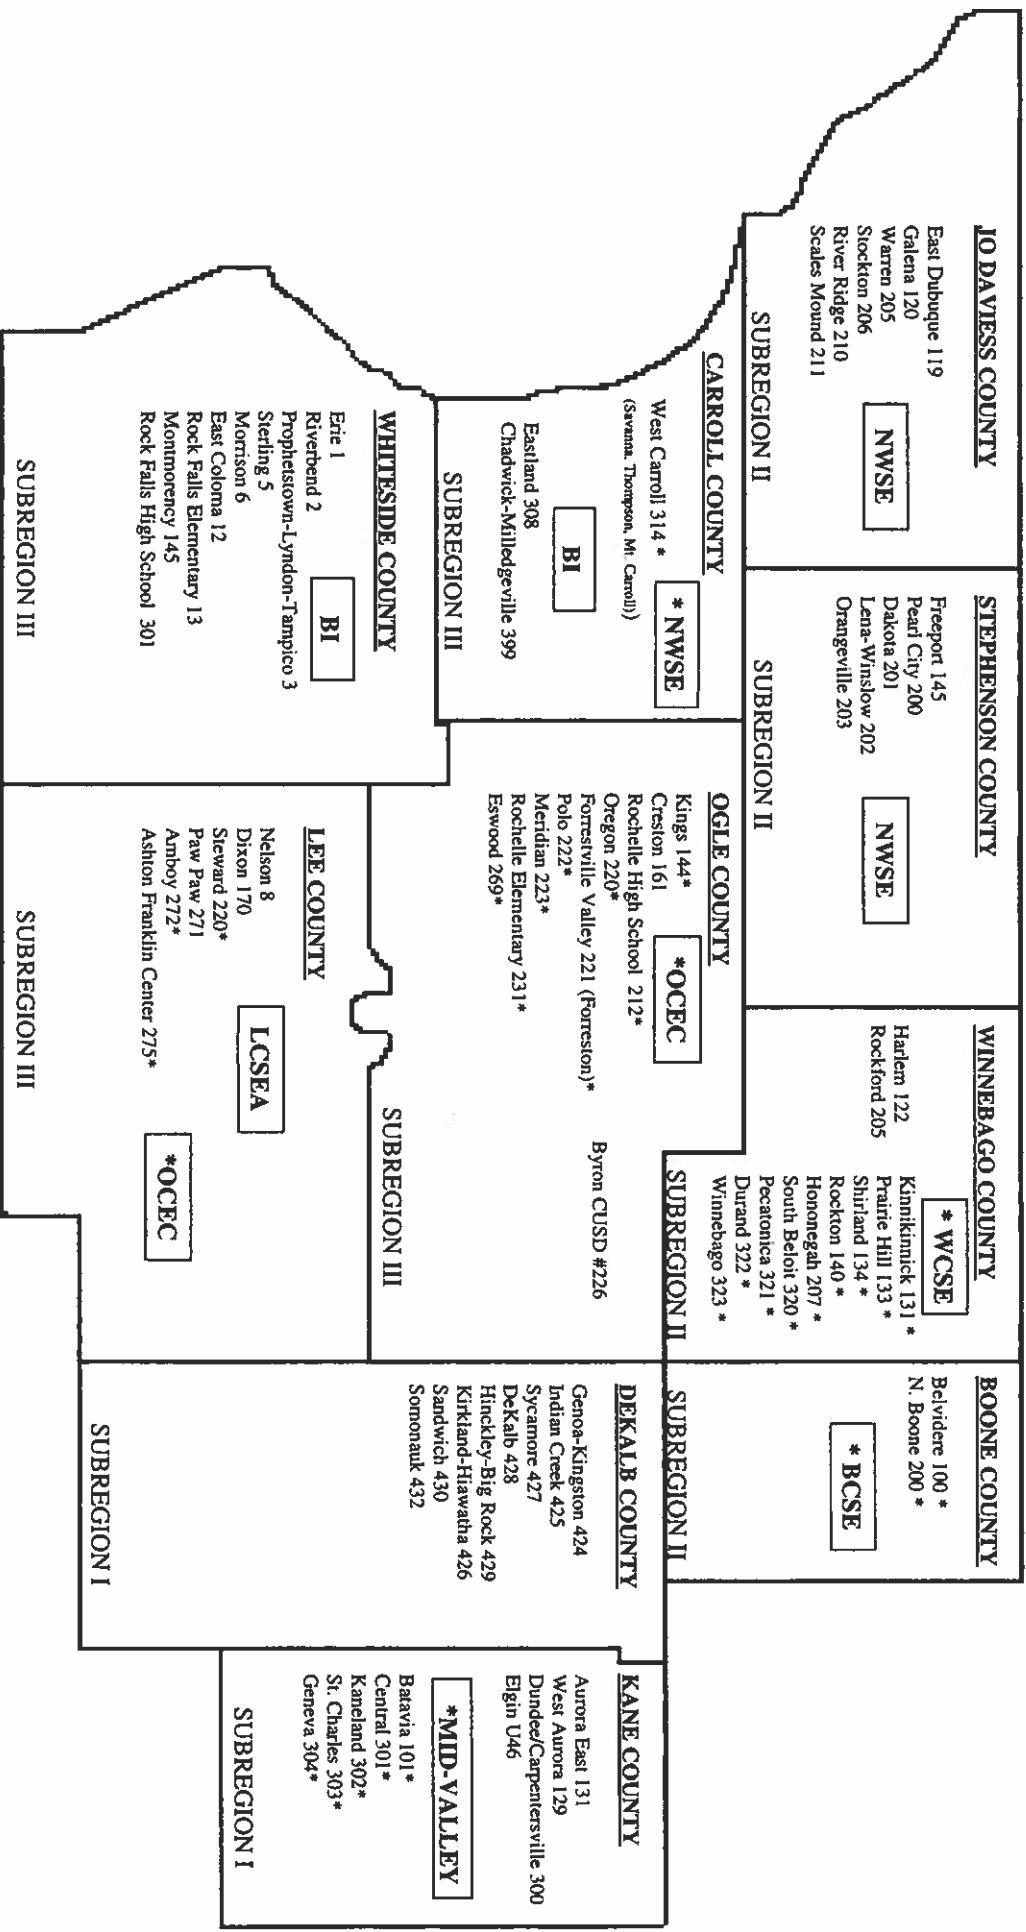 JO DAVIESS COUNTY
East Dubuque 119
Galena 120
Warren 205
Stockton 206
River Ridge 210
Scales Mound 211
NWSE
SUBREGION II
STEPHENSON COUNTY
Freeport 145
Pearl City 200
Dakota 201
Lena-Winslow 202
Orangeville 203
NWSE
SUBREGION II
WINNEBAGO COUNTY
Harlem 122
Rockford 205
* WCSE
Kinnikinnick 131 *
Prairie Hill 133 *
Shirland 134 *
Rockton 140 *
Hononegah 207 *
South Beloit 320 *
Pecatonica 321 *
Durand 322 *
Winnebago 323 *
SUBREGION II
BOONE COUNTY
Belvidere 100 *
N. Boone 200 *
* BCSE
SUBREGION II
CARROLL COUNTY
* NWSE
West Carroll 314 *
(Savanna, Thompson, Mt. Carroll))
BI
Eastland 308
Chadwick-Milledgeville 399
SUBREGION III
OGLE COUNTY
*OCEC
Kings 144*
Creston 161
Rochelle High School 212*
Oregon 220*
Forrestville Valley 221 (Forreston)*
Polo 222*
Meridian 223*
Rochelle Elementary 231*
Eswood 269*
Byron CUSD #226
SUBREGION III
DEKALB COUNTY
Genoa-Kingston 424
Indian Creek 425
Sycamore 427
DeKalb 428
Hinckley-Big Rock 429
Kirkland-Hiawatha 426
Sandwich 430
Somonauk 432
SUBREGION I
KANE COUNTY
Aurora East 131
West Aurora 129
Dundee/Carpentersville 300
Elgin U46
*MID-VALLEY
Batavia 101*
Central 301*
Kaneland 302*
St. Charles 303*
Geneva 304*
SUBREGION I
WHITESIDE COUNTY
BI
Erie 1
Riverbend 2
Prophetstown-Lyndon-Tampico 3
Sterling 5
Morrison 6
East Coloma 12
Rock Falls Elementary 13
Montmorency 145
Rock Falls High School 301
SUBREGION III
LEE COUNTY
LCSEA
Nelson 8
Dixon 170
Steward 220*
Paw Paw 271
Amboy 272*
Ashton Franklin Center 275*
*OCEC
SUBREGION III